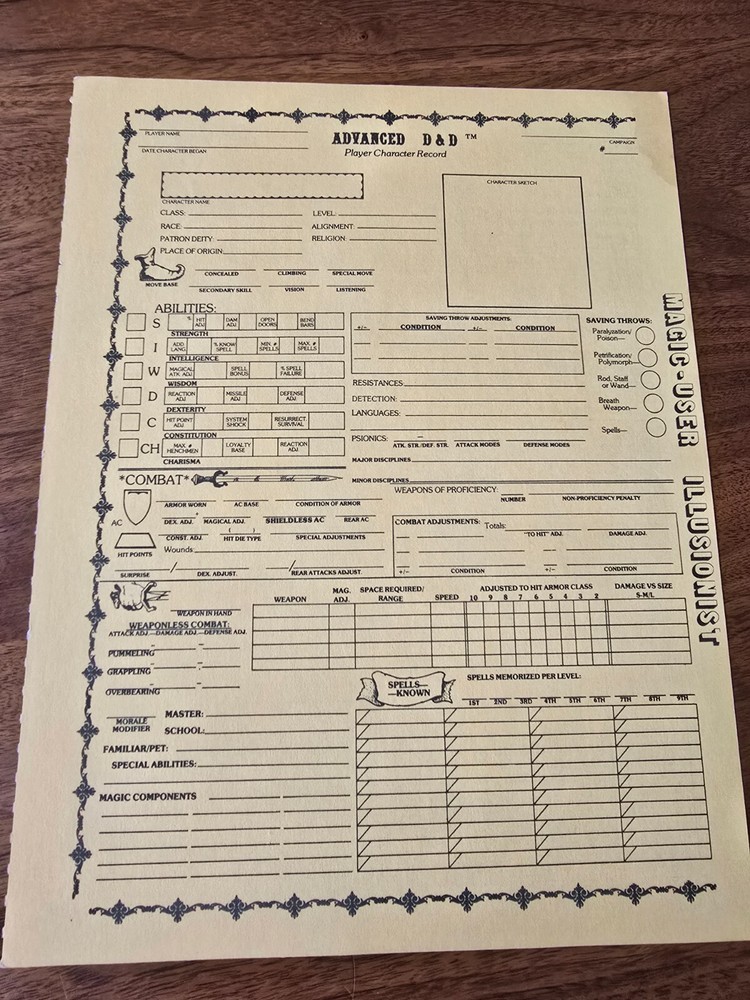 PLAYER NAME
ADVANCED D&D ™
CAMPAIGN
DATE CHARACTER BEGAN
Player Character Record
#
CHARACTER SKETCH
CHARACTER NAME
CLASS: LEVEL:
RACE: ALIGNMENT:
PATRON DEITY: RELIGION:
PLACE OF ORIGIN
CONCEALED CLIMBING SPECIAL MOVE
MOVE BASE SECONDARY SKILL VISION LISTENING
ABILITIES:
S % HIT ADJ DAM ADJ. OPEN DOORS BEND BARS
STRENGTH
I ADD LANG. % KNOW SPELL MIN. # SPELLS MAX. # SPELLS
INTELLIGENCE
W MAGICAL ATK ADJ. SPELL BONUS % SPELL FAILURE
WISDOM
D REACTION ADJ. MISSILE ADJ. DEFENSE ADJ.
DEXTERITY
C HIT POINT ADJ. SYSTEM SHOCK RESURRECT. SURVIVAL
CONSTITUTION
CH MAX. # HENCHMEN LOYALTY BASE REACTION ADJ.
CHARISMA
SAVING THROW ADJUSTMENTS:
+/− CONDITION +/− CONDITION
SAVING THROWS:
Paralyzation/
Poison—
Petrification/
Polymorph—
Rod, Staff
or Wand—
Breath
Weapon—
Spells—
MAGIC·USER ILLUSIONIST
RESISTANCES
DETECTION:
LANGUAGES:
PSIONICS:
ATK. STR./DEF. STR. ATTACK MODES DEFENSE MODES
MAJOR DISCIPLINES
MINOR DISCIPLINES
*COMBAT*
WEAPONS OF PROFICIENCY:
NUMBER NON-PROFICIENCY PENALTY
AC
ARMOR WORN AC BASE CONDITION OF ARMOR
DEX. ADJ. MAGICAL ADJ. SHIELDLESS AC REAR AC
( )
CONST. ADJ. HIT DIE TYPE SPECIAL ADJUSTMENTS
HIT POINTS
Wounds
SURPRISE / DEX. ADJUST. / REAR ATTACKS ADJUST.
COMBAT ADJUSTMENTS: Totals:
"TO HIT" ADJ. DAMAGE ADJ.
+/− CONDITION +/− CONDITION
WEAPON IN HAND
WEAPONLESS COMBAT:
ATTACK ADJ.—DAMAGE ADJ.—DEFENSE ADJ.
PUMMELING
GRAPPLING
OVERBEARING
WEAPON MAG. ADJ. SPACE REQUIRED/ RANGE SPEED ADJUSTED TO HIT ARMOR CLASS DAMAGE VS SIZE
10 9 8 7 6 5 4 3 2 S-M/L
SPELLS—
—KNOWN
SPELLS MEMORIZED PER LEVEL:
1ST 2ND 3RD 4TH 5TH 6TH 7TH 8TH 9TH
MORALE MODIFIER
MASTER:
SCHOOL:
FAMILIAR/PET:
SPECIAL ABILITIES:
MAGIC COMPONENTS